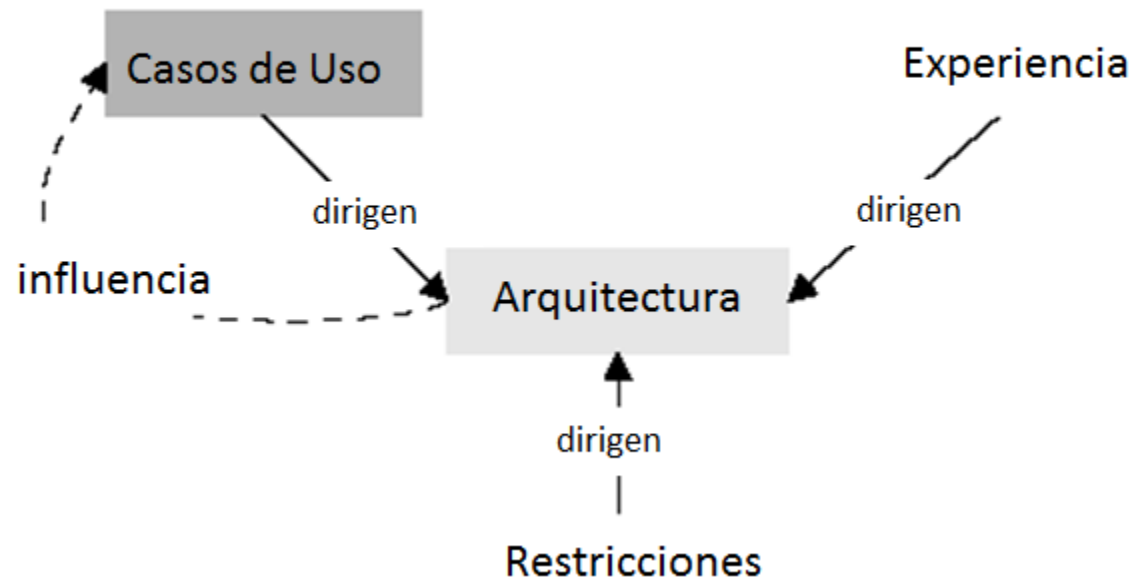 Casos de Uso
Experiencia
dirigen
dirigen
influencia
Arquitectura
dirigen
Restricciones